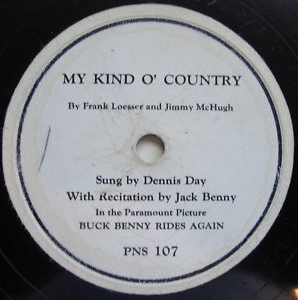 MY KIND O' COUNTRY
By Frank Loesser and Jimmy McHugh
Sung by Dennis Day
With Recitation by Jack Benny
In the Paramount Picture
BUCK BENNY RIDES AGAIN
PNS 107